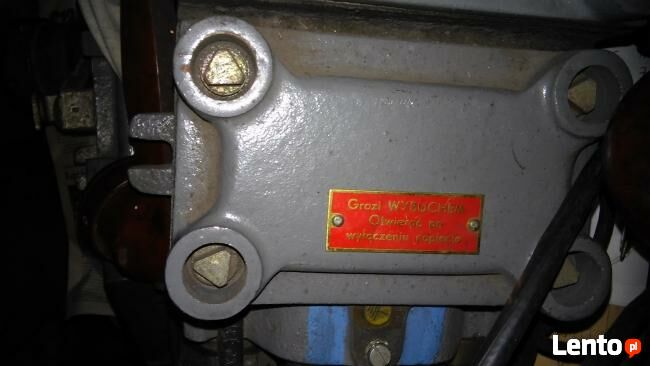 Grozi WYBUCHEM
Otwierać po
wyłączeniu napięcia
Lento.pl